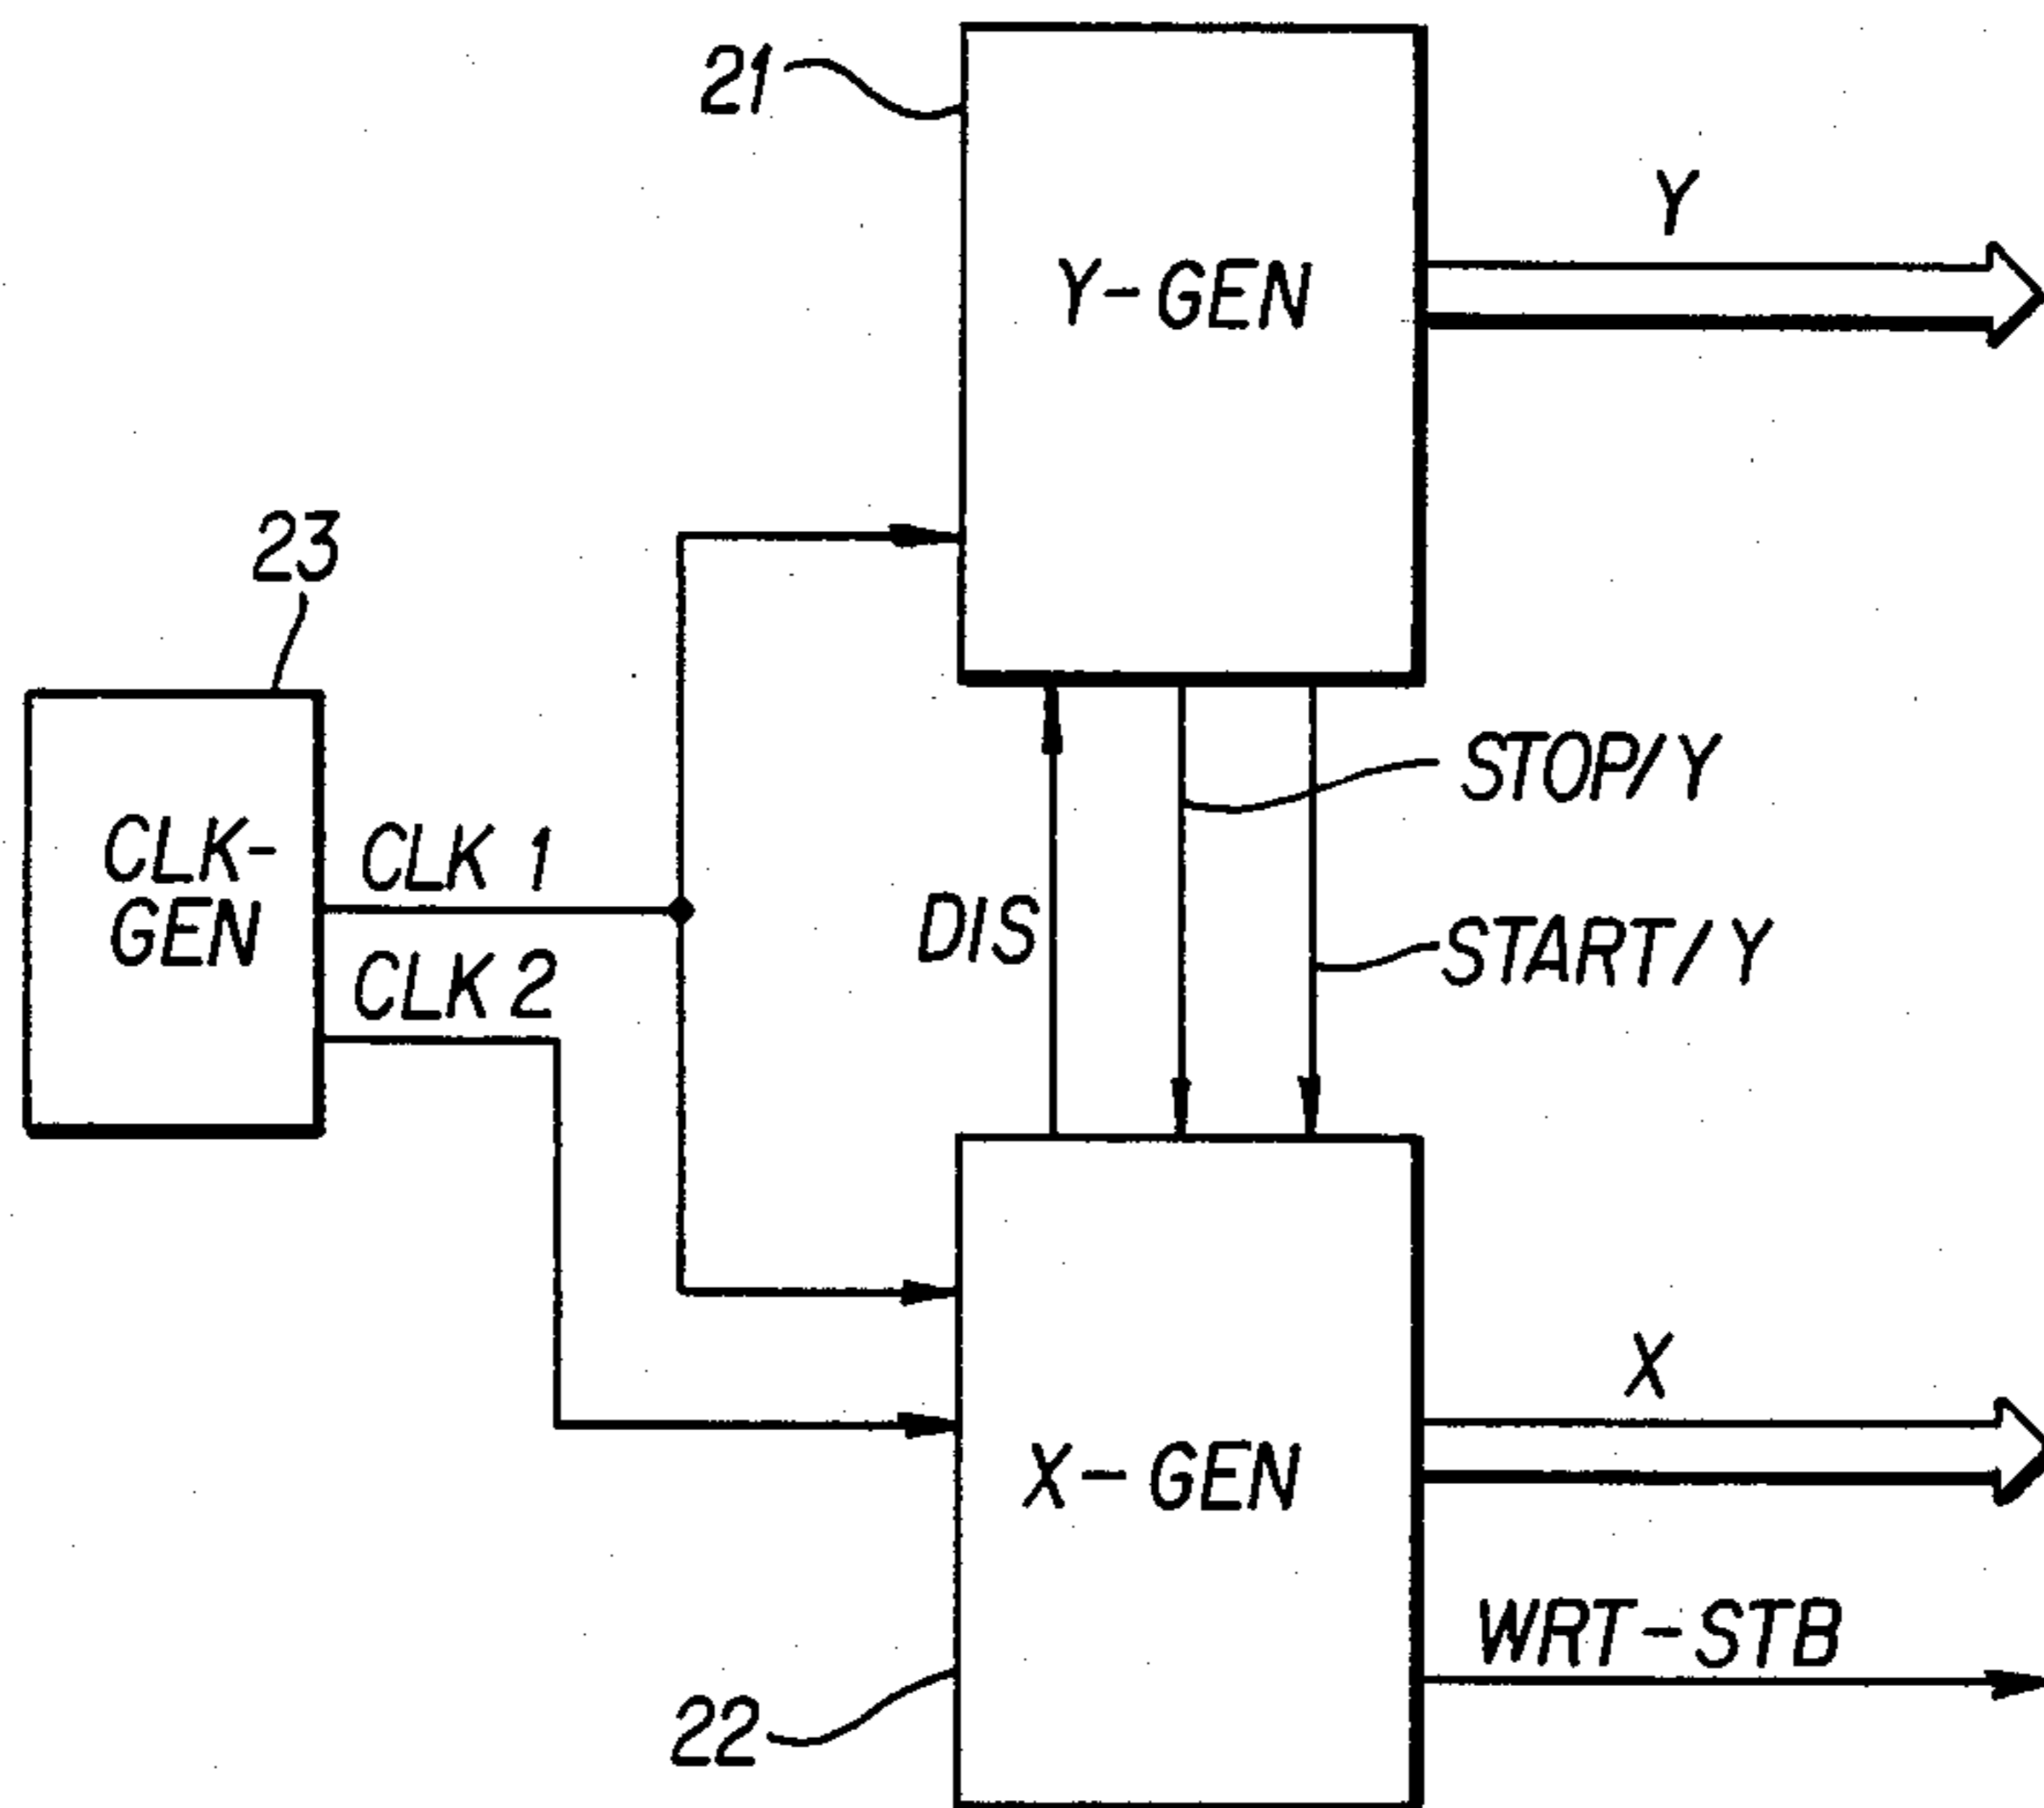 21
Y
Y-GEN
23
STOP/Y
CLK-
GEN
CLK 1
DIS
START/Y
CLK 2
X
X-GEN
WRT-STB
22